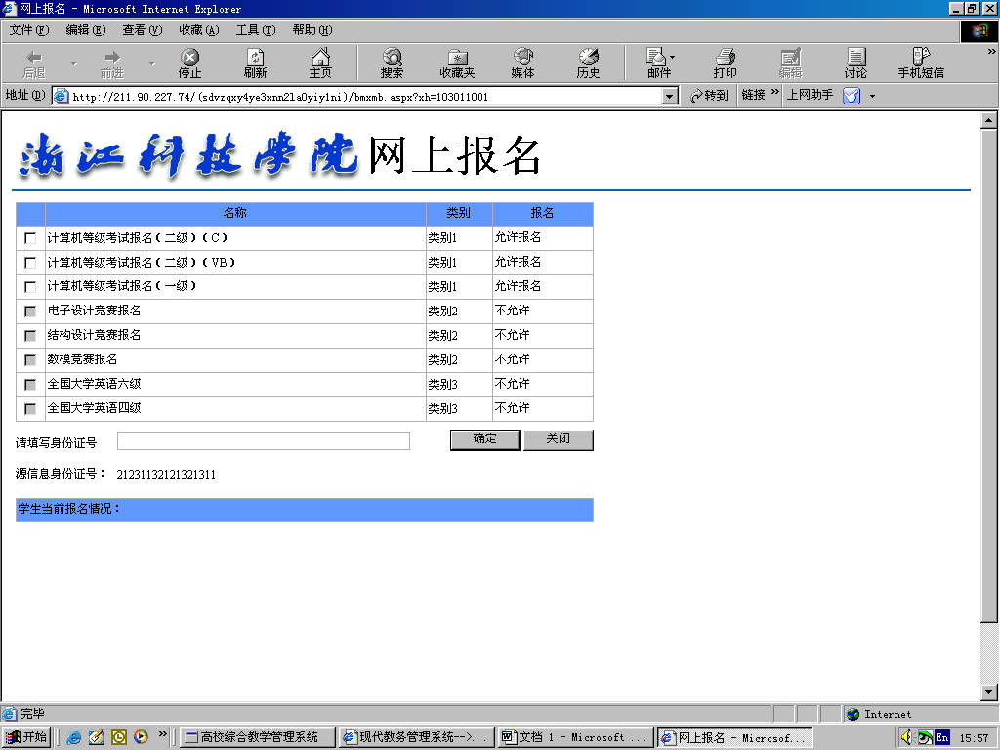 网上报名 - Microsoft Internet Explorer
文件(F) 编辑(E) 查看(V) 收藏(A) 工具(T) 帮助(H)
后退 前进 停止 刷新 主页 搜索 收藏夹 媒体 历史 邮件 打印 编辑 讨论 手机短信 »
地址(D) http://211.90.227.74/(sdvzqxy4ye3xnn2la0yiy1ni)/bmxmb.aspx?xh=103011001 转到 链接 » 上网助手
浙江科技学院网上报名
名称 类别 报名
计算机等级考试报名(二级)(C) 类别1 允许报名
计算机等级考试报名(二级)(VB) 类别1 允许报名
计算机等级考试报名(一级) 类别1 允许报名
电子设计竞赛报名 类别2 不允许
结构设计竞赛报名 类别2 不允许
数模竞赛报名 类别2 不允许
全国大学英语六级 类别3 不允许
全国大学英语四级 类别3 不允许
请填写身份证号 确定 关闭
源信息身份证号: 21231132121321311
学生当前报名情况:
完毕 Internet
开始 » 高校综合教学管理系统 现代教务管理系统-->... 文档 1 - Microsoft ... 网上报名 - Microsof... En 15:57